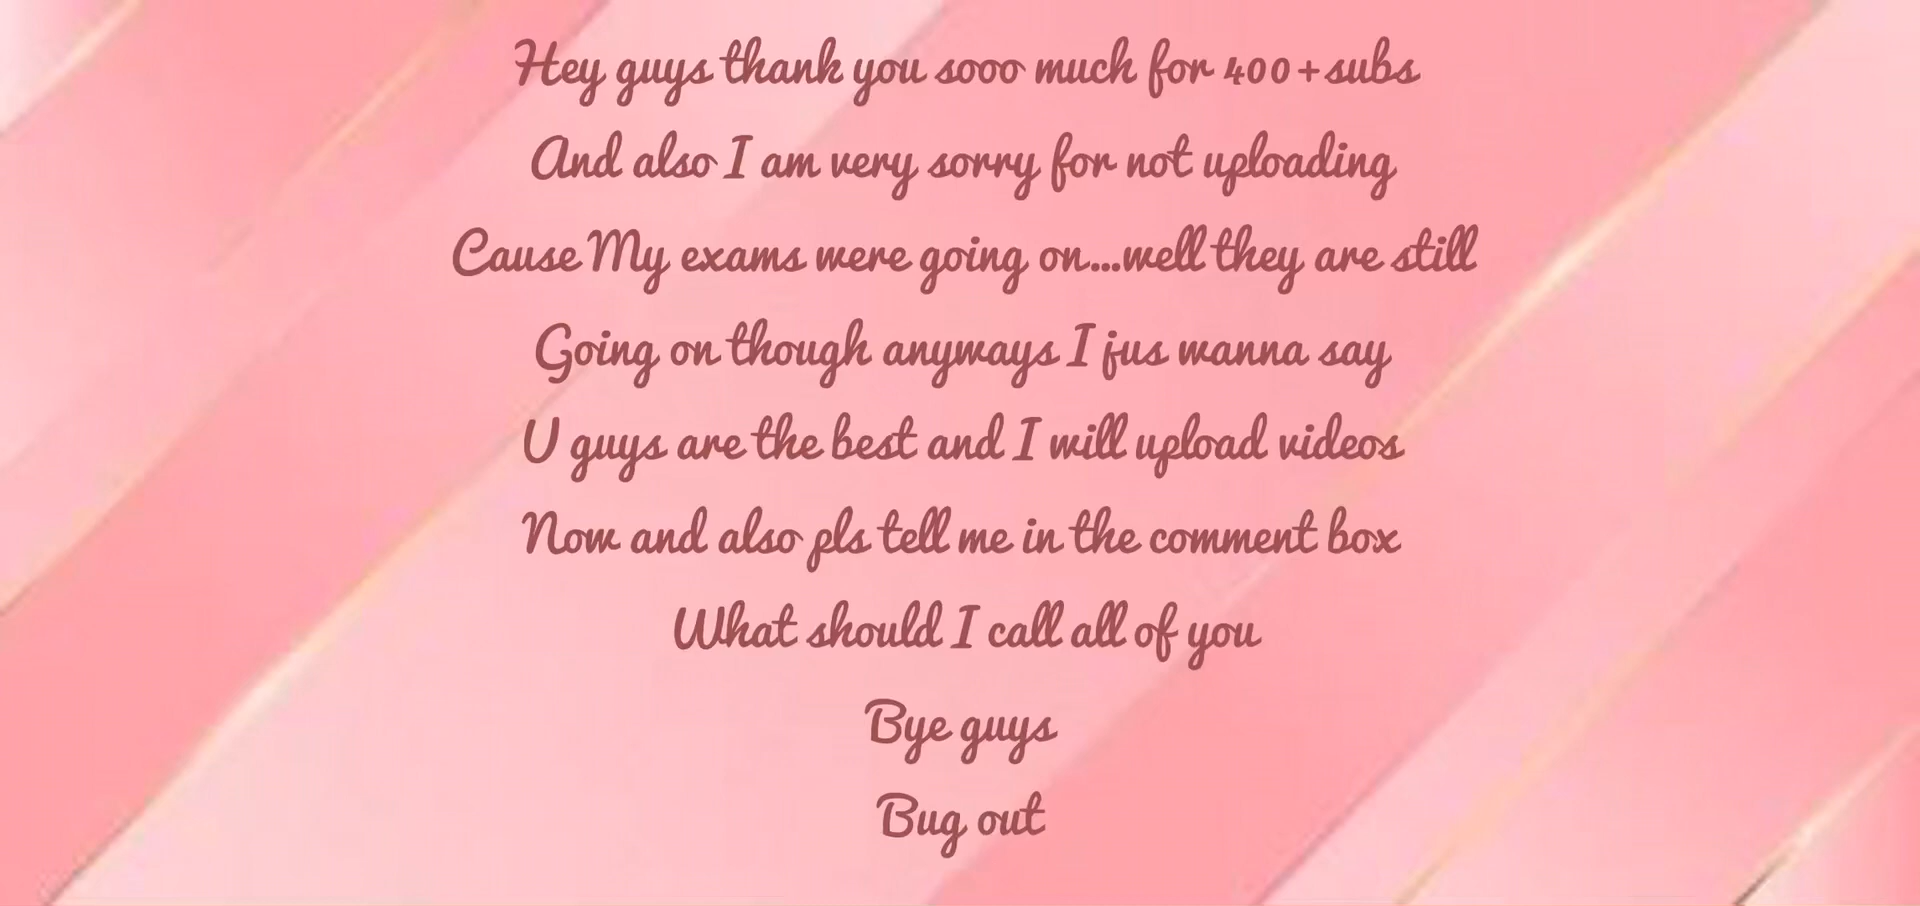 Hey guys thank you sooo much for 400+subs
And also I am very sorry for not uploading
Cause My exams were going on...well they are still
Going on though anyways I jus wanna say
U guys are the best and I will upload videos
Now and also pls tell me in the comment box
What should I call all of you
Bye guys
Bug out